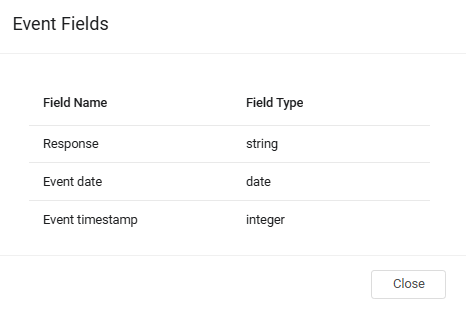 Event Fields
Field Name Field Type
Response string
Event date date
Event timestamp integer
Close